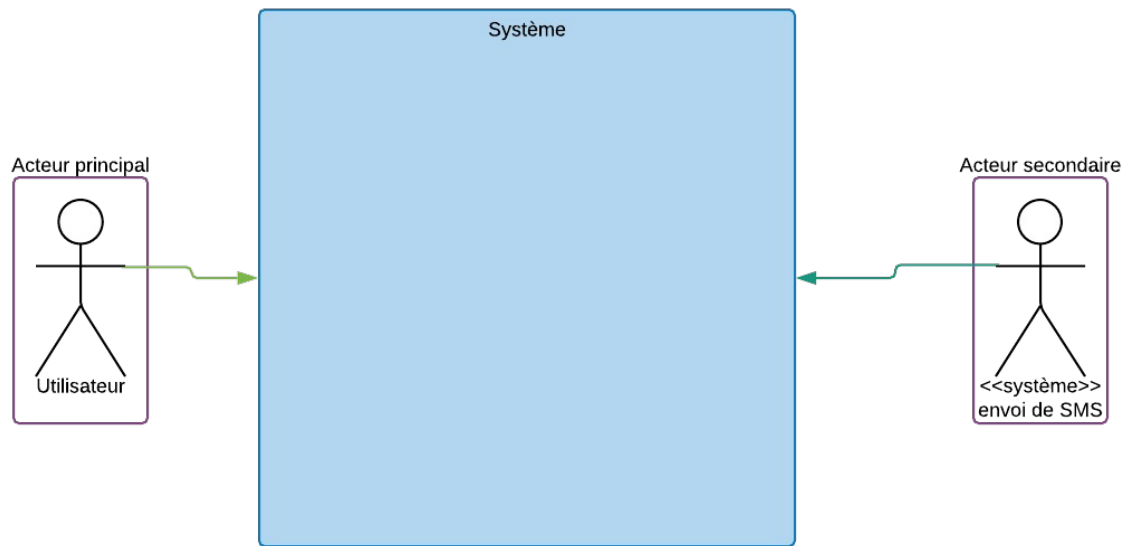 Système
Acteur principal
Utilisateur
Acteur secondaire
<<système>>
envoi de SMS